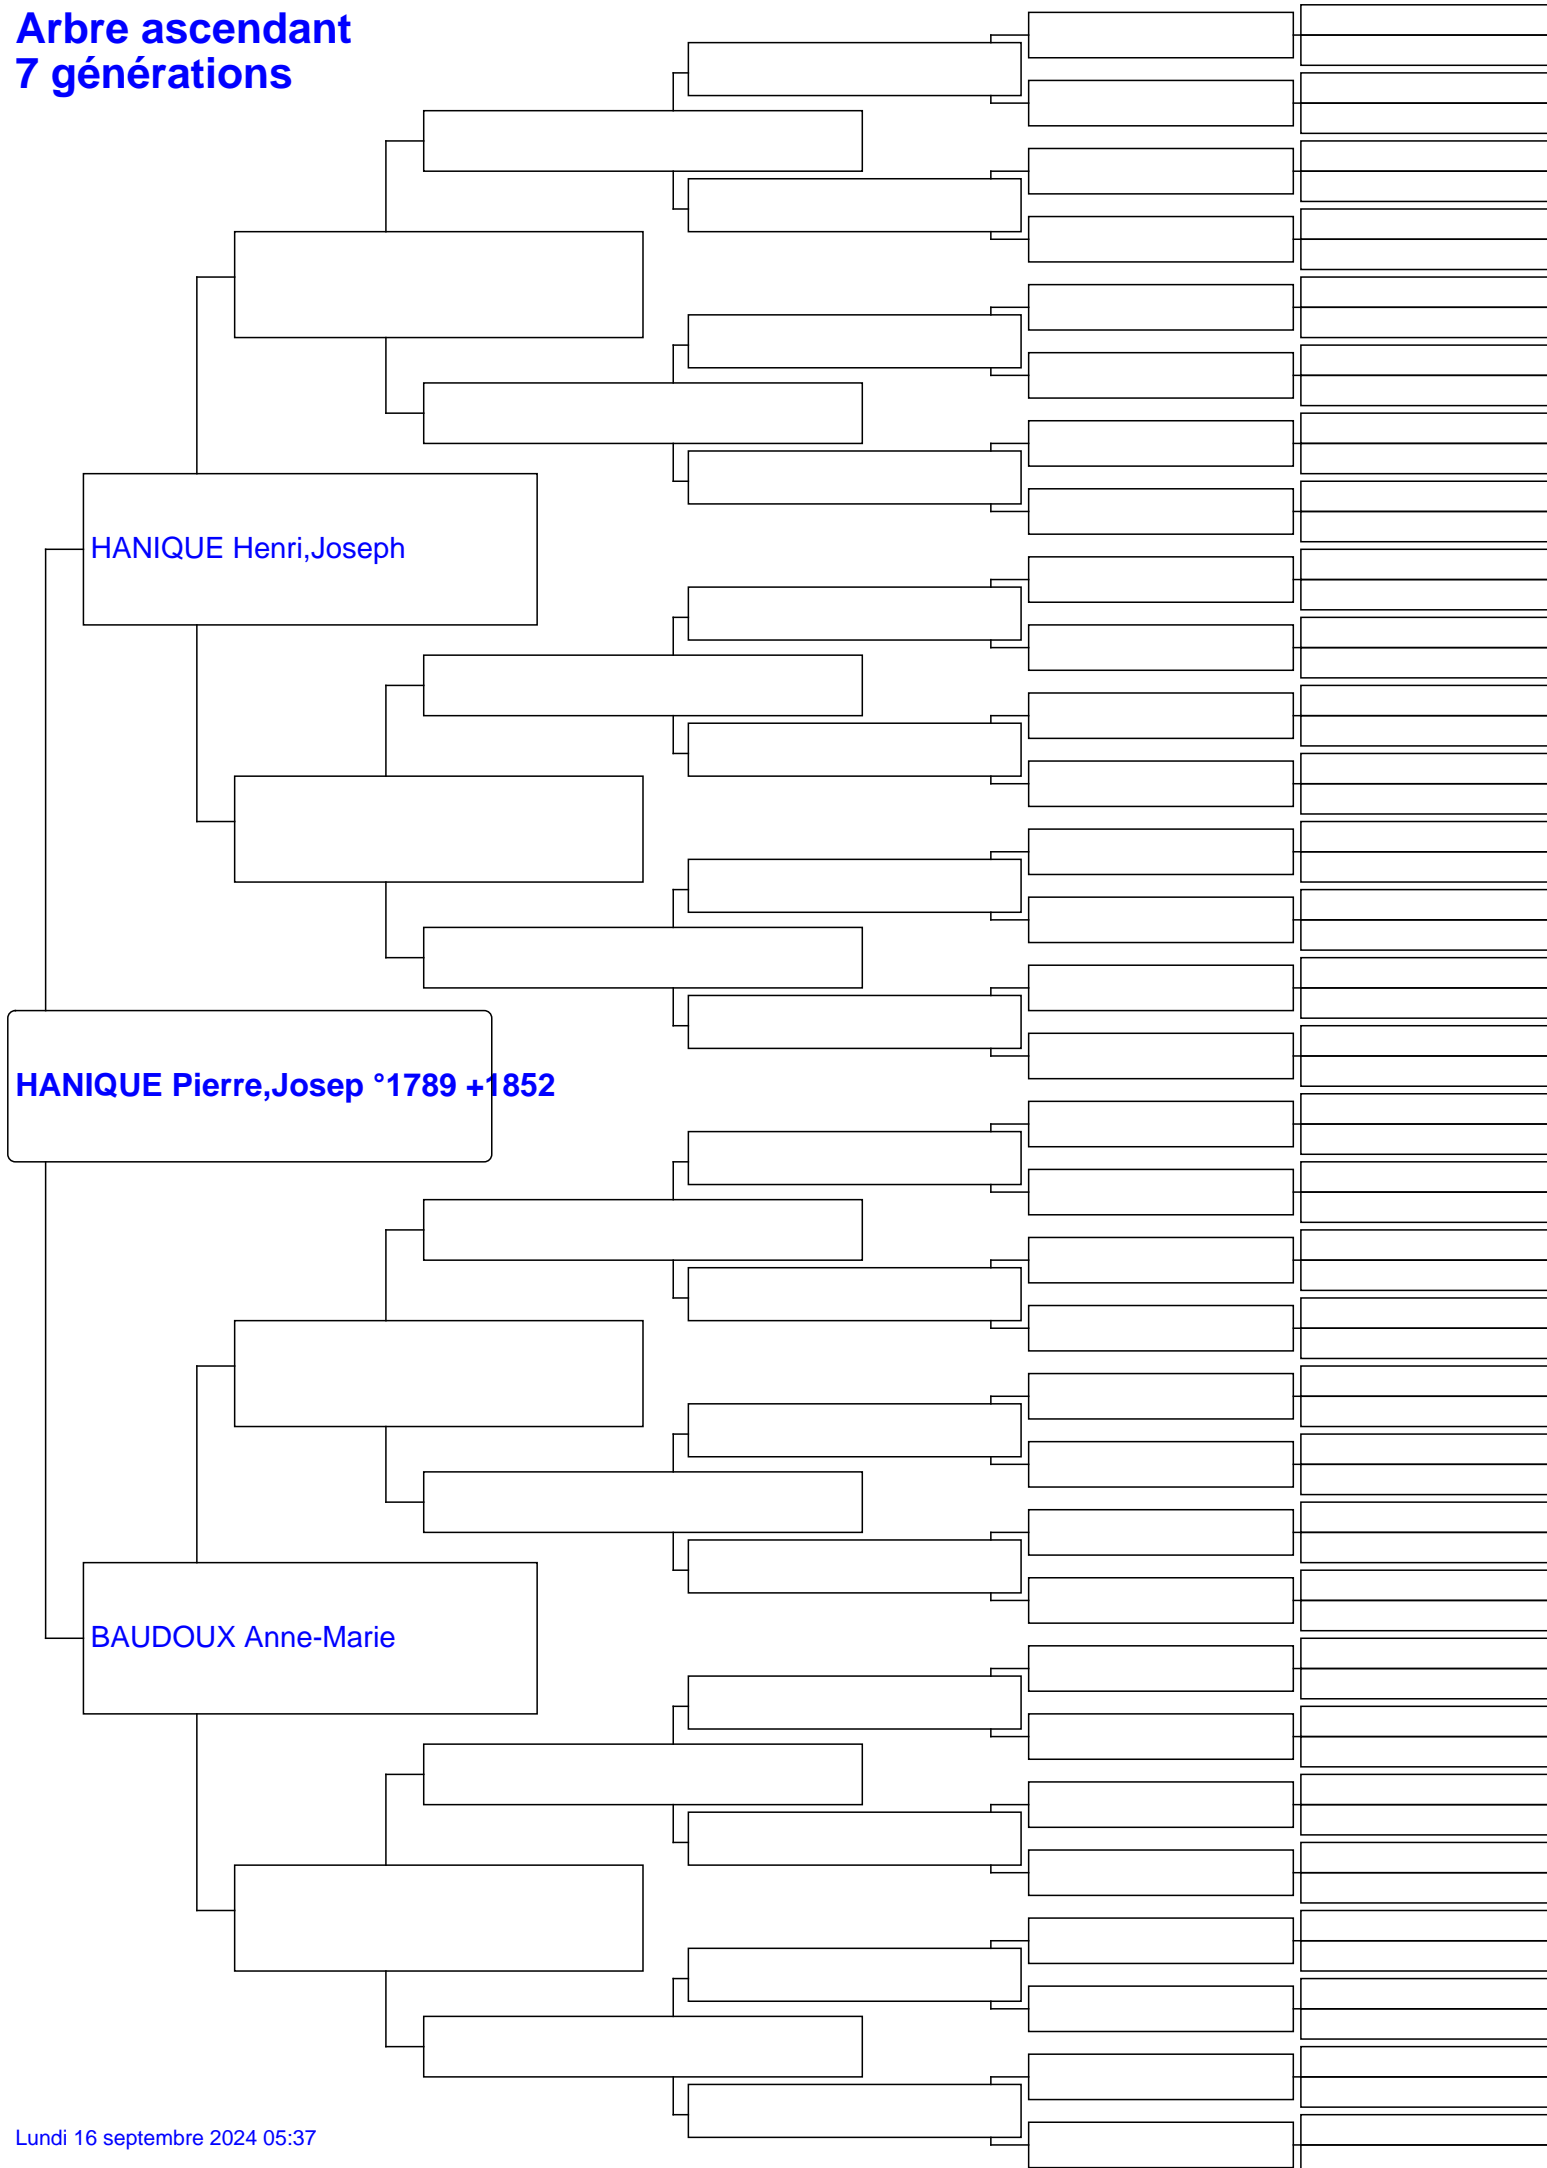 Arbre ascendant
7 générations
HANIQUE Henri,Joseph
HANIQUE Pierre,Josep °1789 +1852
BAUDOUX Anne-Marie
Lundi 16 septembre 2024 05:37